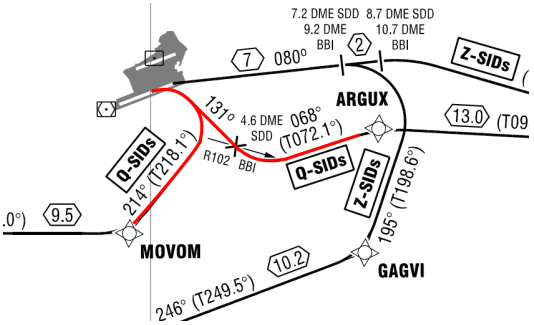 7.2 DME SDD
9.2 DME
BBI
8.7 DME SDD
10.7 DME
BBI
7
080°
2
Z-SIDs
(
ARGUX
131°
4.6 DME
SDD
068°
(T072.1°)
13.0
(T09
R102
BBI
Q-SIDs
Q-SIDs
Z-SIDs
214° (T218.1°)
195° (T198.6°)
.0°)
9.5
MOVOM
GAGVI
10.2
246° (T249.5°)